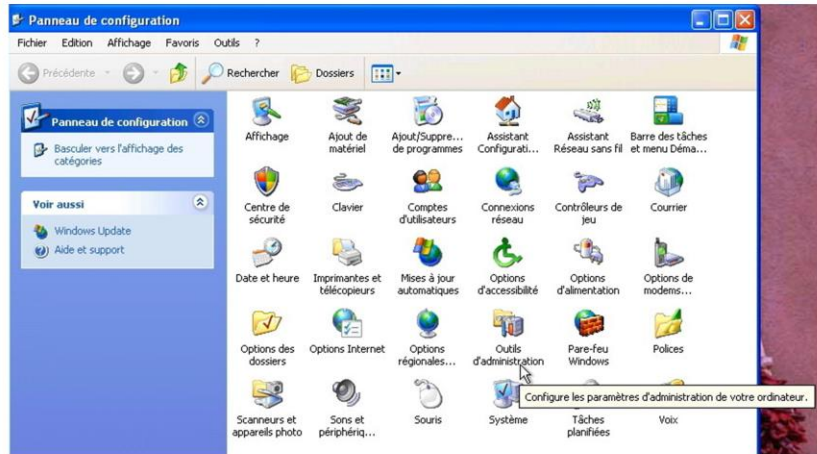 Panneau de configuration
Fichier Edition Affichage Favoris Outils ?
Précédente Rechercher Dossiers
Panneau de configuration
Basculer vers l'affichage des
catégories
Voir aussi
Windows Update
Aide et support
Affichage
Ajout de
matériel
Ajout/Suppre...
de programmes
Assistant
Configurati...
Assistant
Réseau sans fil
Barre des tâches
et menu Déma...
Centre de
sécurité
Clavier
Comptes
d'utilisateurs
Connexions
réseau
Contrôleurs de
jeu
Courrier
Date et heure
Imprimantes et
télécopieurs
Mises à jour
automatiques
Options
d'accessibilité
Options
d'alimentation
Options de
modems...
Options des
dossiers
Options Internet
Options
régionales...
Outils
d'administration
Pare-feu
Windows
Polices
Configure les paramètres d'administration de votre ordinateur.
Scanneurs et
appareils photo
Sons et
périphériq...
Souris
Système
Tâches
planifiées
Voix